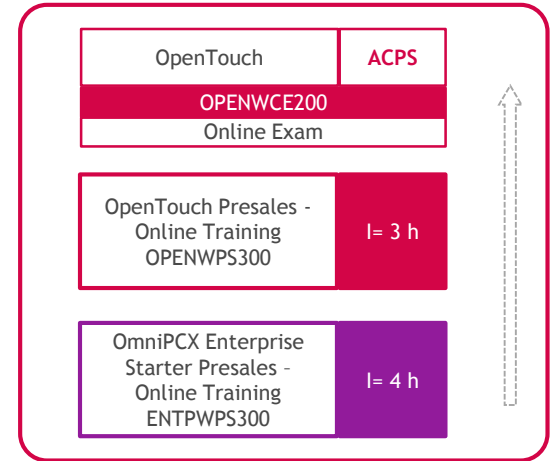 OpenTouch
ACPS
OPENWCE200
Online Exam
OpenTouch Presales -
Online Training
OPENWPS300
I= 3 h
OmniPCX Enterprise
Starter Presales –
Online Training
ENTPWPS300
I= 4 h